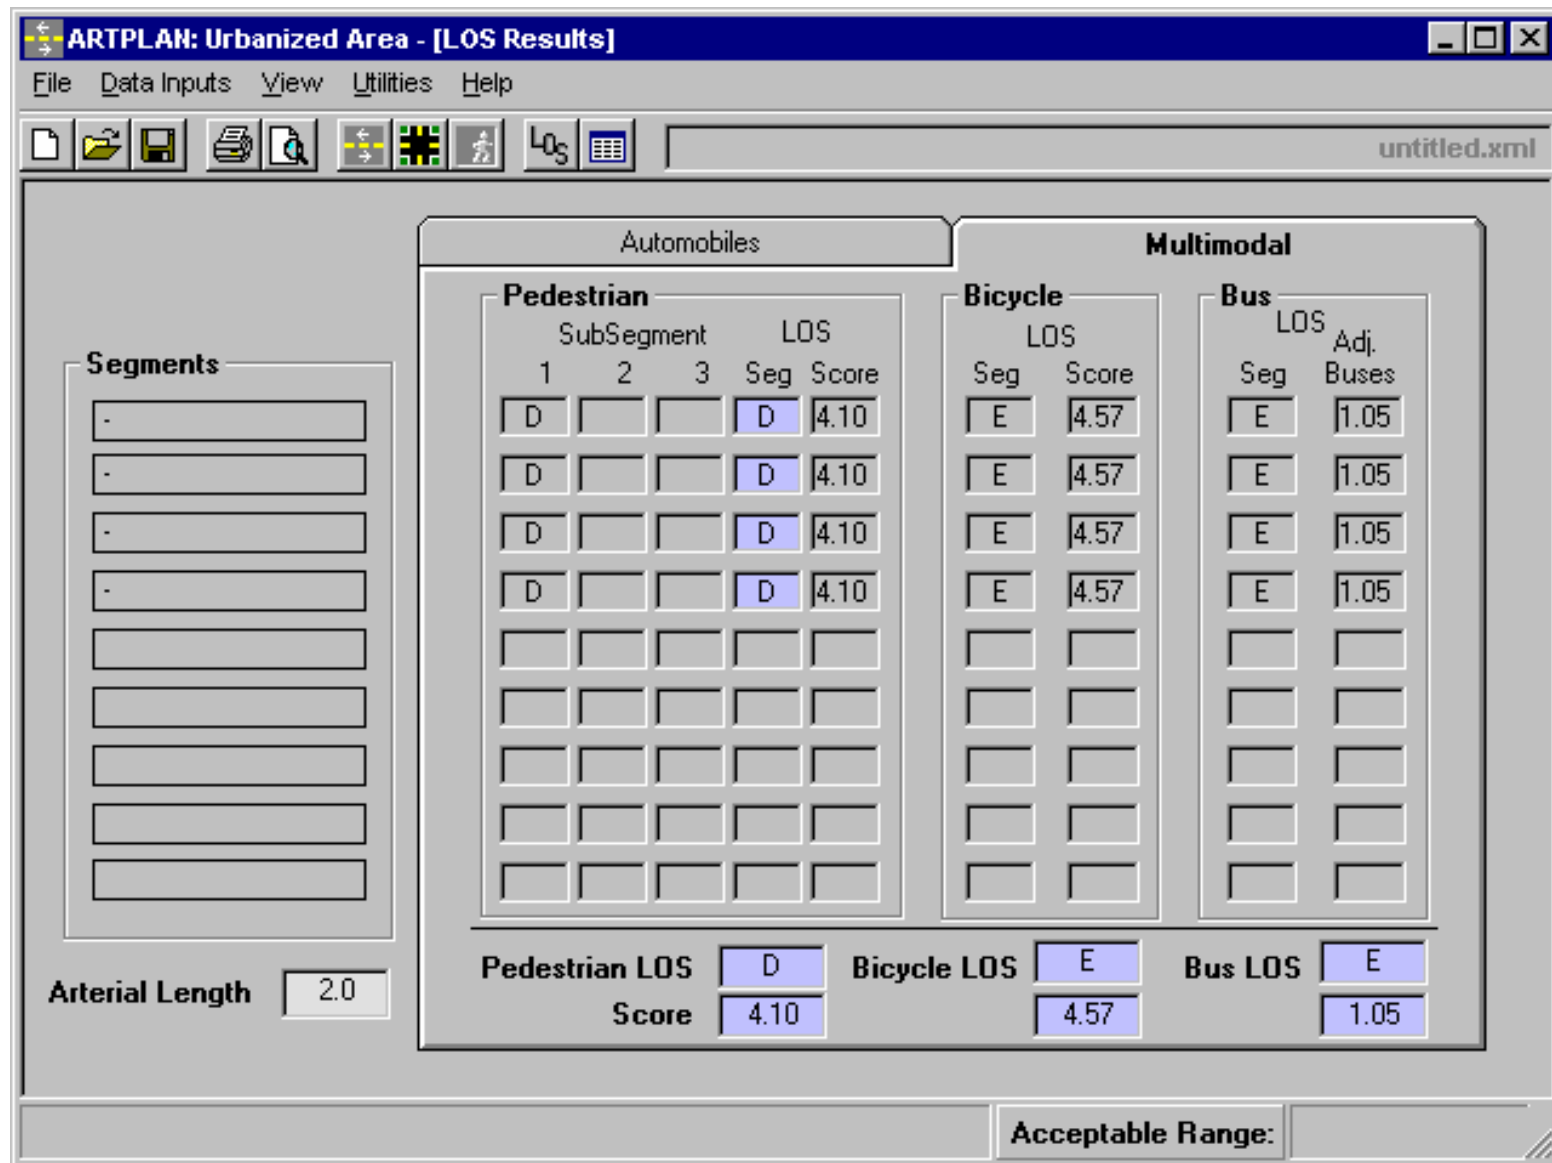 ARTPLAN: Urbanized Area - [LOS Results]
File Data Inputs View Utilities Help
LOS untitled.xml
Automobiles Multimodal
Pedestrian Bicycle Bus
SubSegment LOS LOS LOS Adj.
Segments
1 2 3 Seg Score Seg Score Seg Buses
- D D 4.10 E 4.57 E 1.05
- D D 4.10 E 4.57 E 1.05
- D D 4.10 E 4.57 E 1.05
- D D 4.10 E 4.57 E 1.05
Pedestrian LOS D Bicycle LOS E Bus LOS E
Arterial Length 2.0
Score 4.10 4.57 1.05
Acceptable Range: